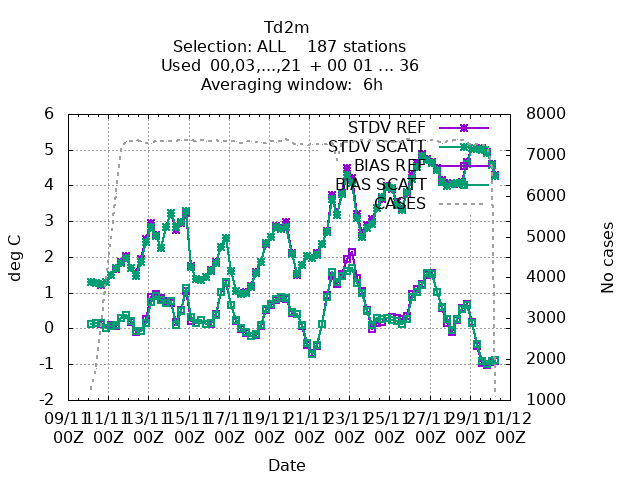 Td2m
Selection: ALL    187 stations
Used  00,03,...,21  + 00 01 ... 36
Averaging window:  6h
6 8000
5 7000
4 6000
3 5000
2 4000
1
0 3000
-1 2000
-2 1000
deg C
No cases
STDV REF
STDV SCATT
BIAS REF
BIAS SCATT
CASES
09/11 11/11 13/11 15/11 17/11 19/11 21/11 23/11 25/11 27/11 29/11 01/12
00Z 00Z 00Z 00Z 00Z 00Z 00Z 00Z 00Z 00Z 00Z 00Z
Date